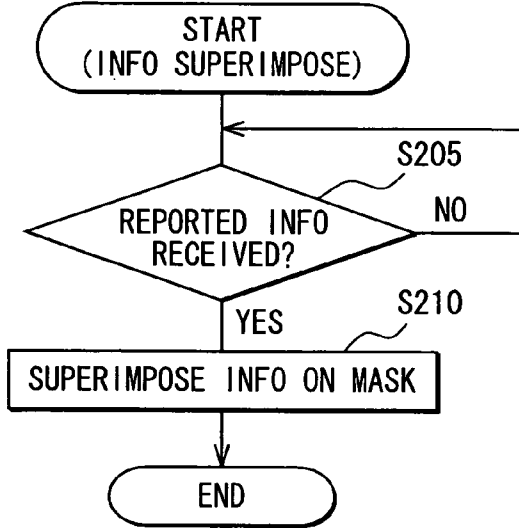 START
(INFO SUPERIMPOSE)
S205
REPORTED INFO
RECEIVED?
NO
YES
S210
SUPERIMPOSE INFO ON MASK
END